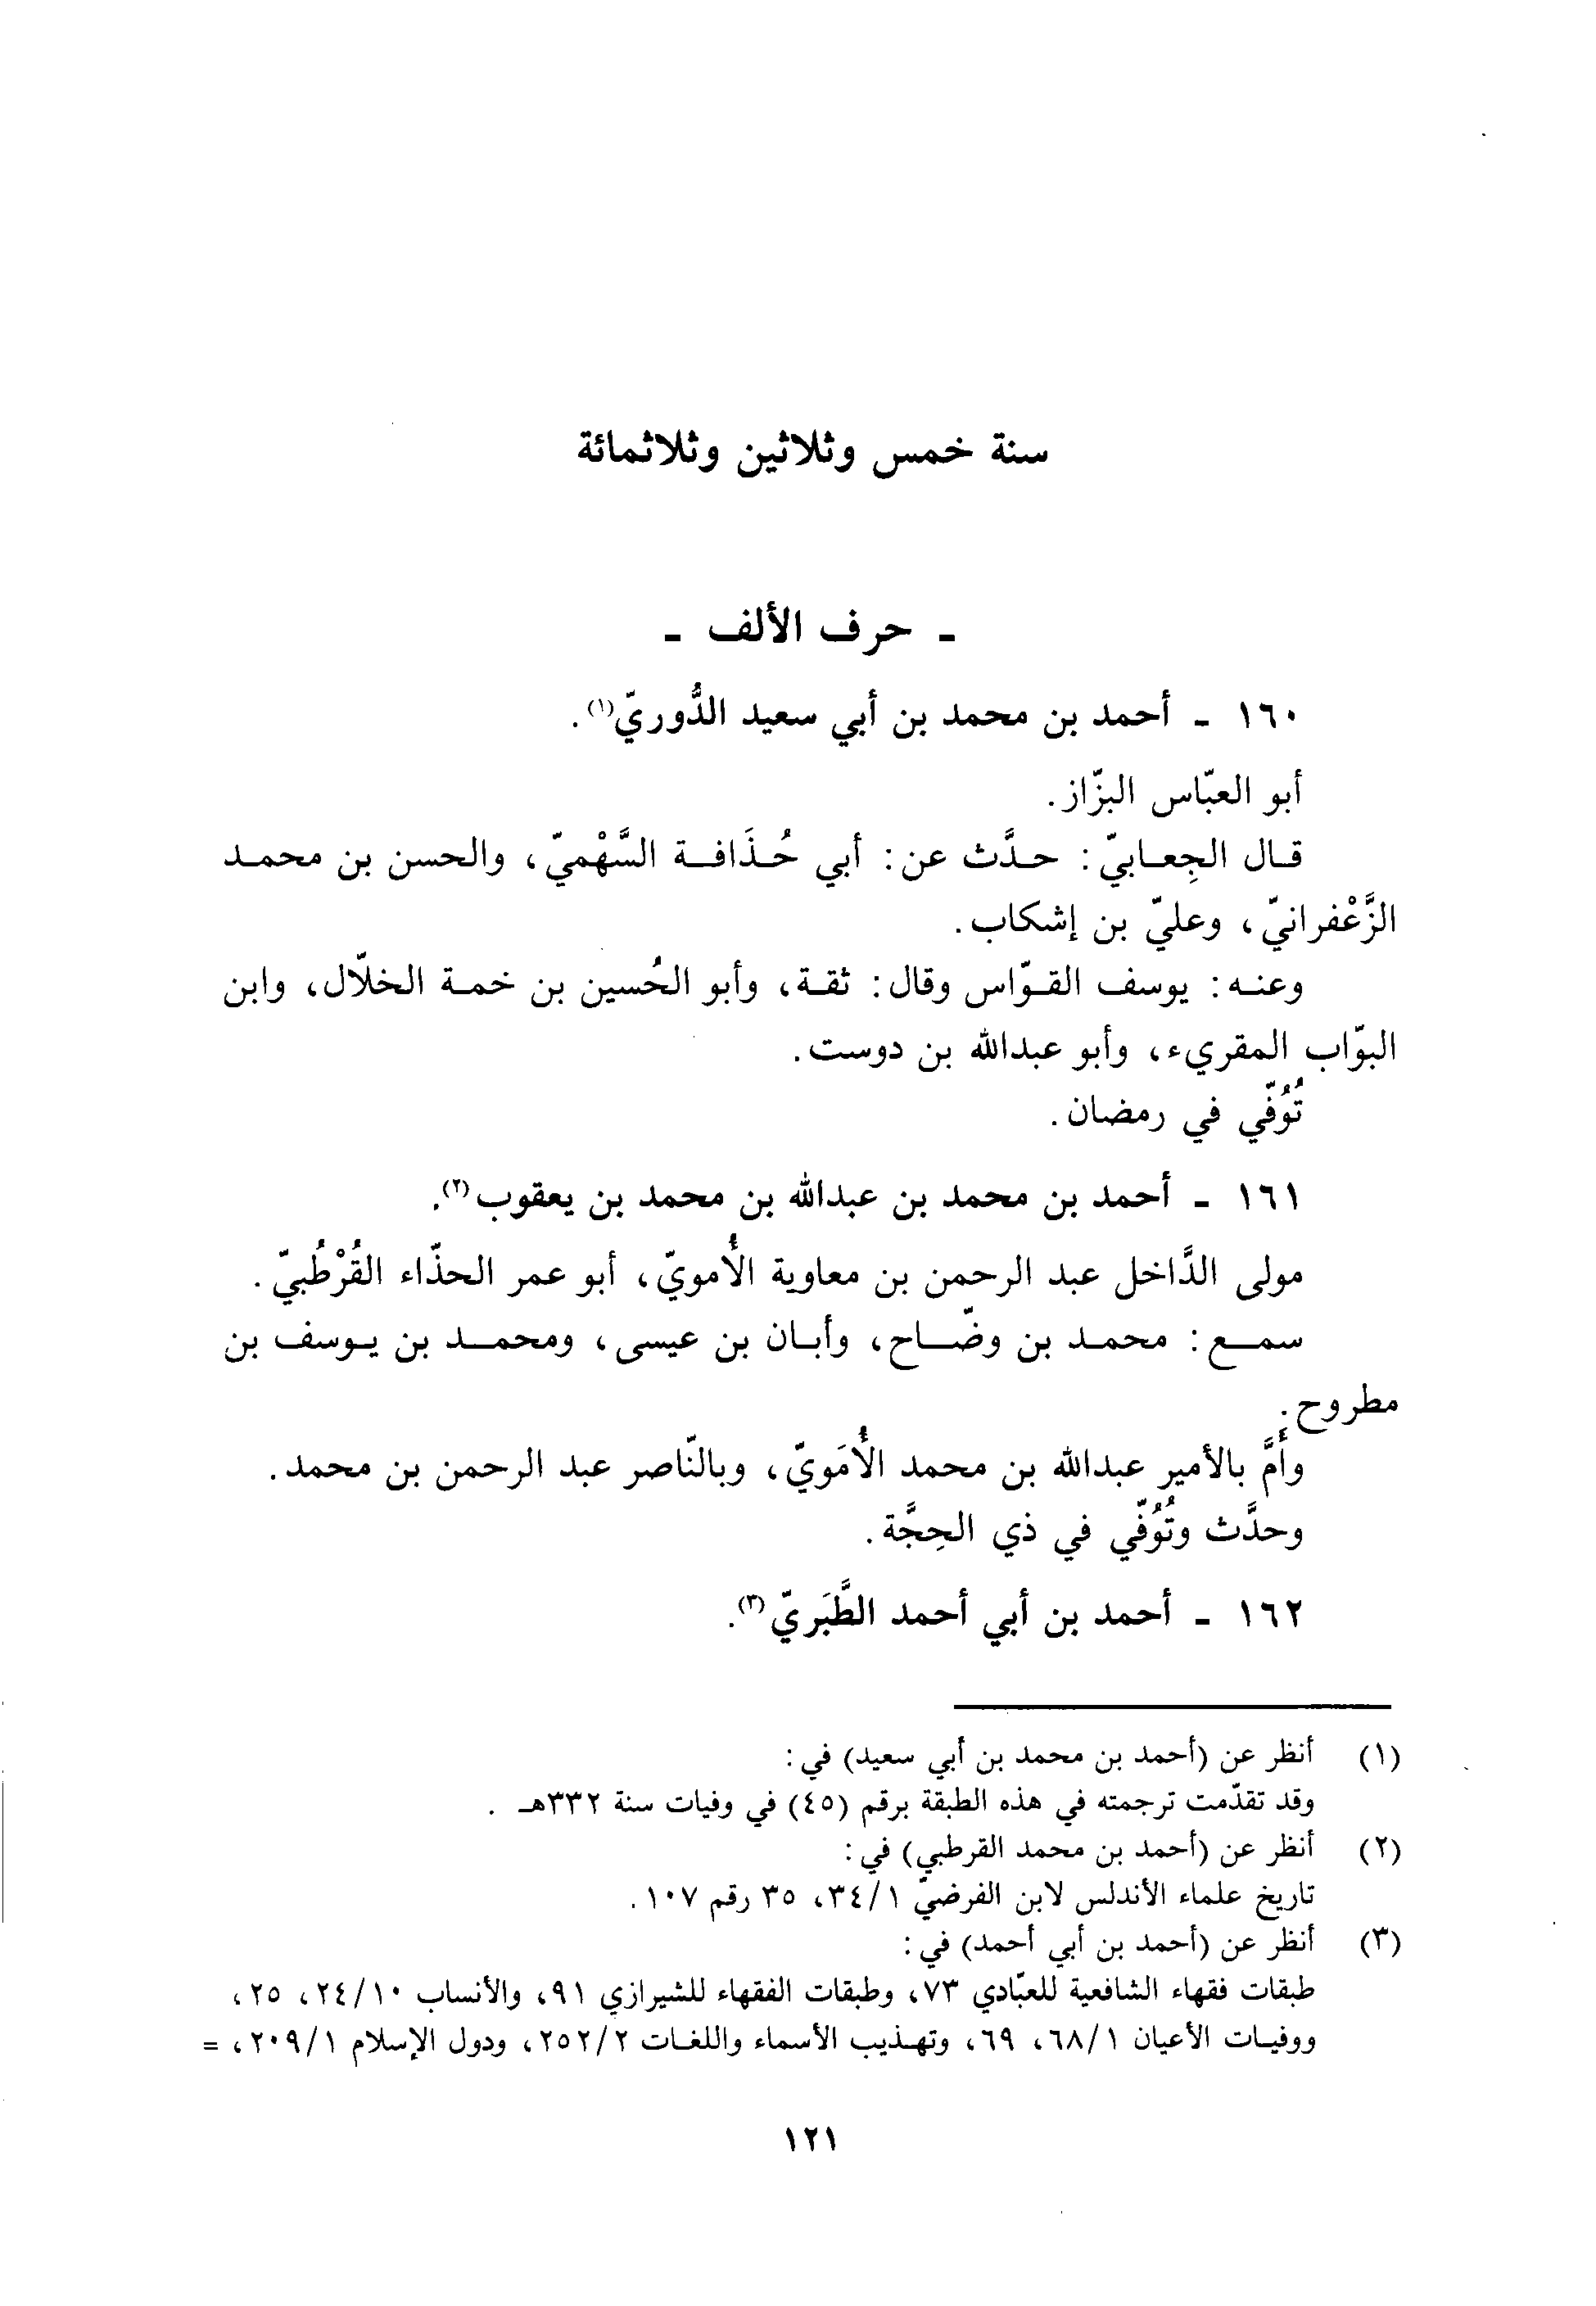 سنة خمس وثلاثين وثلاثمائة
- حرف الألف -
١٦٠ - أحمد بن محمد بن أبي سعيد الدُّوريّ(١).
أبو العبّاس البزّاز.
قال الجِعابيّ: حدَّث عن: أبي حُذَافة السَّهْميّ، والحسن بن محمد
الزَّعْفرانيّ، وعليّ بن إشكاب.
وعنه: يوسف القوّاس وقال: ثقة، وأبو الحُسين بن خمة الخلّال، وابن
البوّاب المقريء، وأبو عبدالله بن دوست.
تُوُفّي في رمضان.
١٦١ - أحمد بن محمد بن عبدالله بن محمد بن يعقوب(٢).
مولى الدَّاخل عبد الرحمن بن معاوية الأُمويّ، أبو عمر الحذّاء القُرْطُبيّ.
سمع: محمد بن وضّاح، وأبان بن عيسى، ومحمد بن يوسف بن
مطروح.
وأَمَّ بالأمير عبدالله بن محمد الأُمَويّ، وبالنّاصر عبد الرحمن بن محمد.
وحدَّث وتُوُفّي في ذي الحِجَّة.
١٦٢ - أحمد بن أبي أحمد الطَّبَريّ(٣).
(١) أنظر عن (أحمد بن محمد بن أبي سعيد) في:
وقد تقدّمت ترجمته في هذه الطبقة برقم (٤٥) في وفيات سنة ٣٣٢هـ.
(٢) أنظر عن (أحمد بن محمد القرطبي) في:
تاريخ علماء الأندلس لابن الفرضيّ ١/ ٣٤، ٣٥ رقم ١٠٧.
(٣) أنظر عن (أحمد بن أبي أحمد) في:
طبقات فقهاء الشافعية للعبّادي ٧٣، وطبقات الفقهاء للشيرازي ٩١، والأنساب ١٠/ ٢٤، ٢٥،
ووفيات الأعيان ١/ ٦٨، ٦٩، وتهذيب الأسماء واللغات ٢/ ٢٥٢، ودول الإسلام ١/ ٢٠٩، =
١٢١